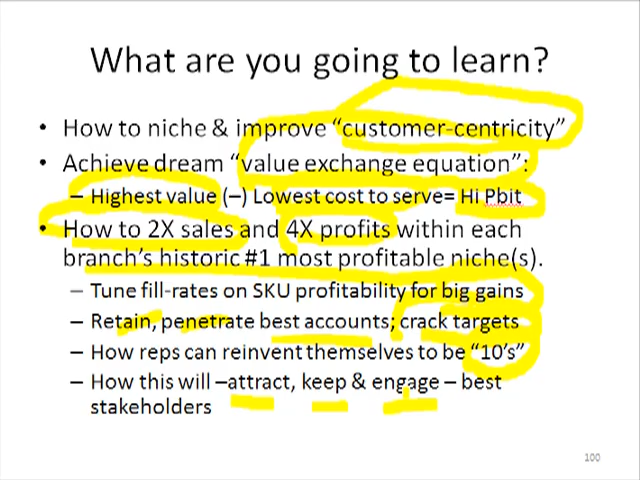 What are you going to learn?
• How to niche & improve “customer-centricity”
• Achieve dream “value exchange equation”:
– Highest value (–) Lowest cost to serve= Hi Pbit
• How to 2X sales and 4X profits within each
branch’s historic #1 most profitable niche(s).
– Tune fill-rates on SKU profitability for big gains
– Retain, penetrate best accounts; crack targets
– How reps can reinvent themselves to be “10’s”
– How this will –attract, keep & engage – best
stakeholders
100